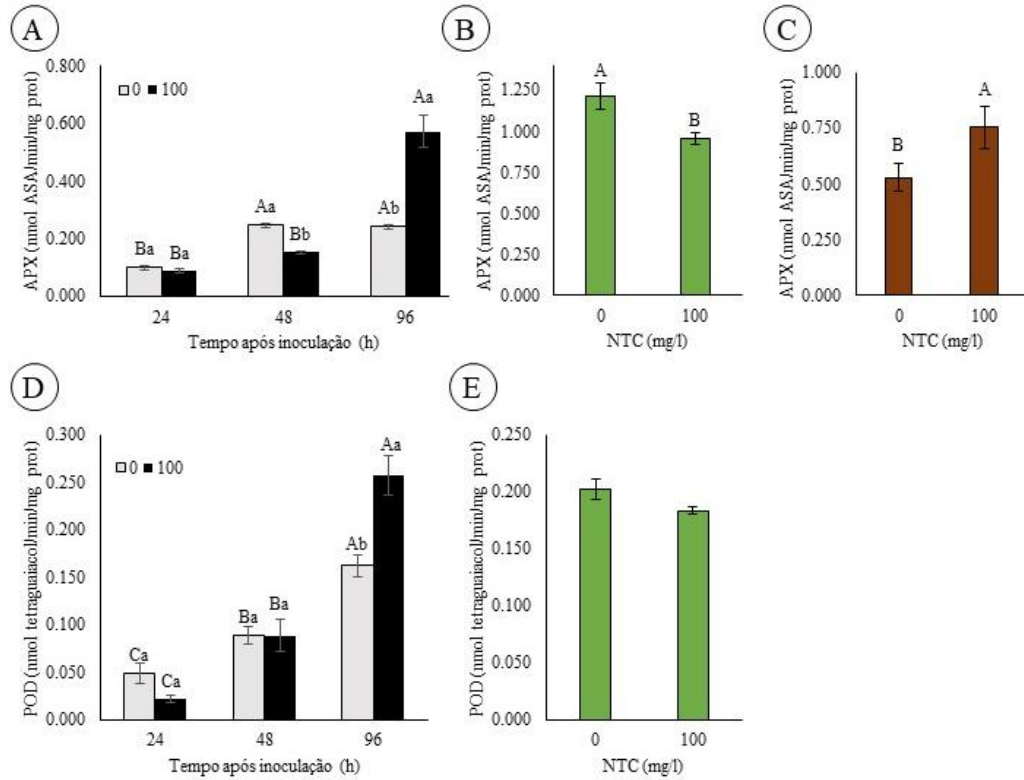 A
APX (nmol ASA/min/mg prot)
0.800
0.600
0.400
0.200
0.000
0 100
Ba
Ba
Aa
Bb
Ab
Aa
24 48 96
Tempo após inoculação (h)
B
APX (nmol ASA/min/mg prot)
1.250
1.000
0.750
0.500
0.250
0.000
A
B
0 100
NTC (mg/l)
C
APX (nmol ASA/min/mg prot)
1.000
0.750
0.500
0.250
0.000
B
A
0 100
NTC (mg/l)
D
POD (nmol tetraguaiacol/min/mg prot)
0.300
0.250
0.200
0.150
0.100
0.050
0.000
0 100
Ca
Ca
Ba
Ba
Ab
Aa
24 48 96
Tempo após inoculação (h)
E
POD (nmol tetraguaiacol/min/mg prot)
0.250
0.200
0.150
0.100
0.050
0.000
0 100
NTC (mg/l)